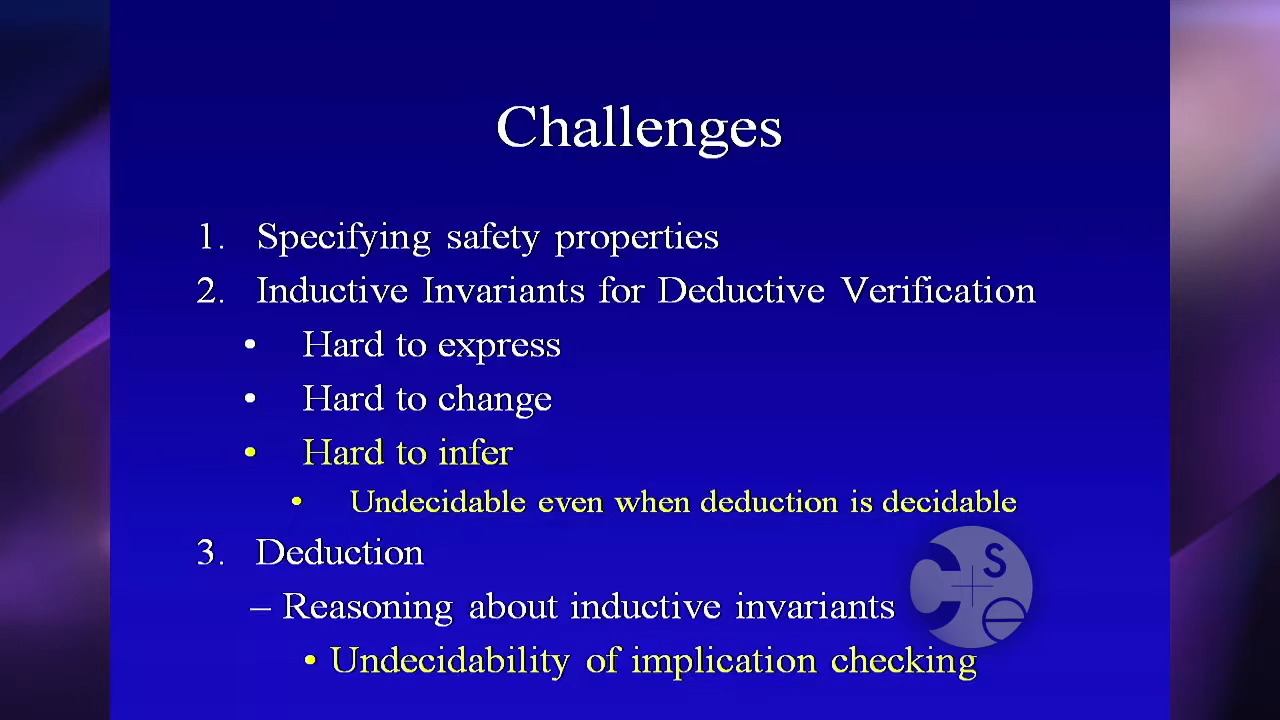 Challenges
1. Specifying safety properties
2. Inductive Invariants for Deductive Verification
• Hard to express
• Hard to change
• Hard to infer
• Undecidable even when deduction is decidable
3. Deduction
– Reasoning about inductive invariants
• Undecidability of implication checking
C s e